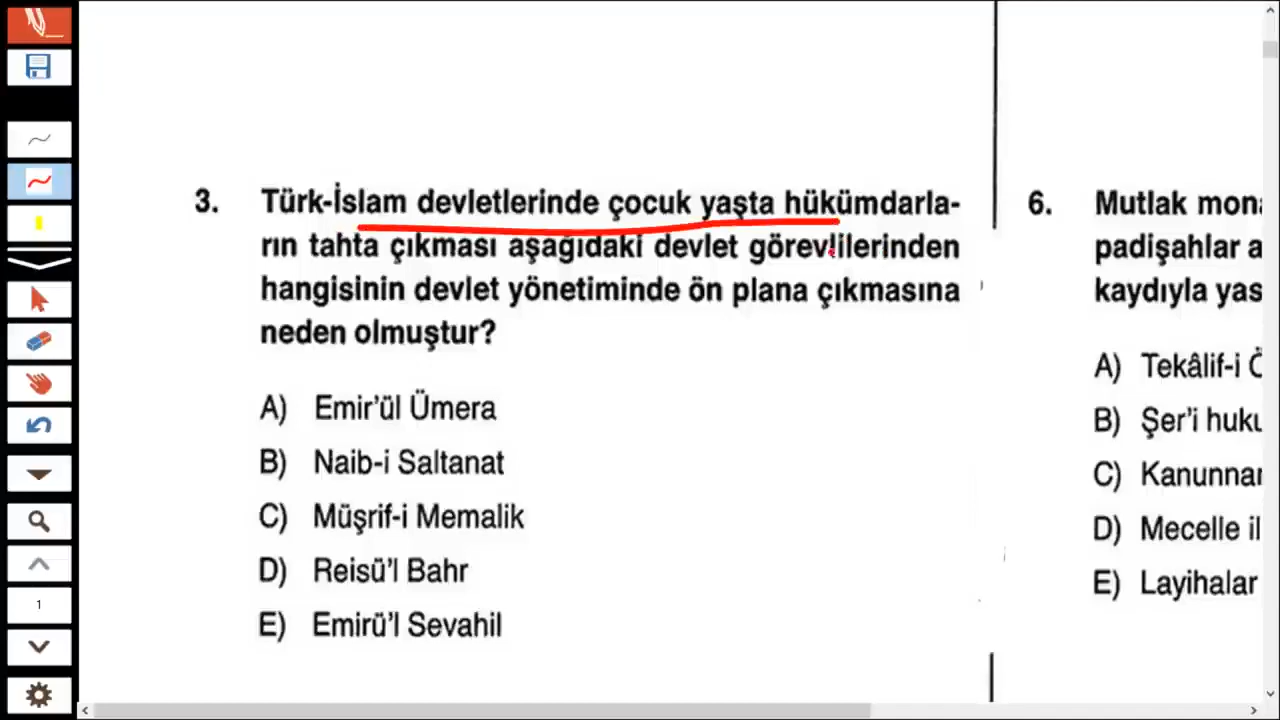 3. Türk-İslam devletlerinde çocuk yaşta hükümdarla-
rın tahta çıkması aşağıdaki devlet görevlilerinden
hangisinin devlet yönetiminde ön plana çıkmasına
neden olmuştur?
A) Emir'ül Ümera
B) Naib-i Saltanat
C) Müşrif-i Memalik
D) Reisü'l Bahr
E) Emirü'l Sevahil
6. Mutlak mon
padişahlar a
kaydıyla yas
A) Tekâlif-i
B) Şer'i huku
C) Kanunnar
D) Mecelle il
E) Layihalar
1